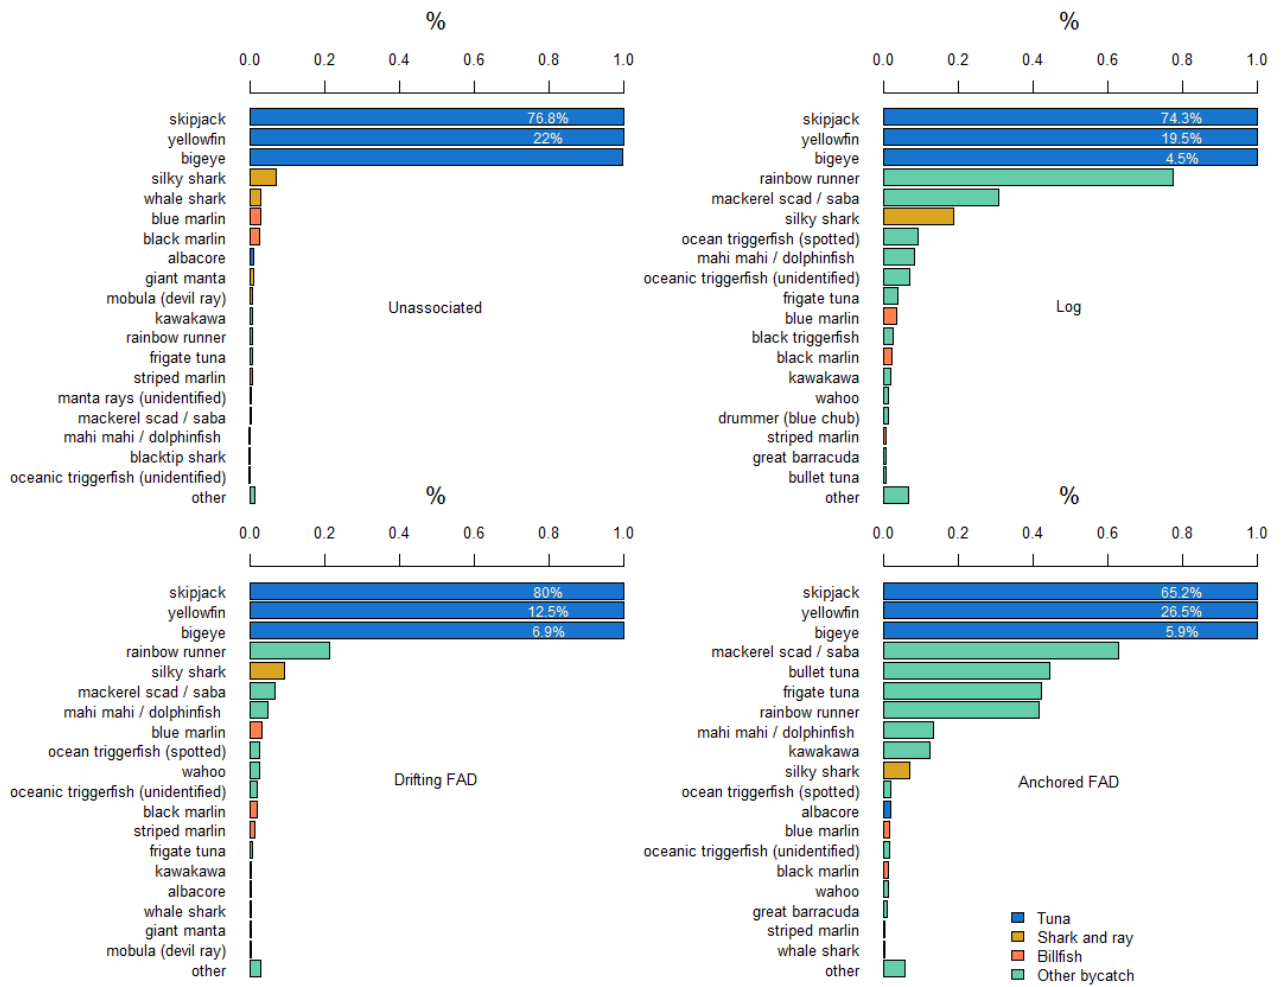 %
0.0 0.2 0.4 0.6 0.8 1.0
skipjack 76.8%
yellowfin 22%
bigeye
silky shark
whale shark
blue marlin
black marlin
albacore
giant manta
mobula (devil ray)
kawakawa
rainbow runner
frigate tuna
striped marlin
manta rays (unidentified)
mackerel scad / saba
mahi mahi / dolphinfish
blacktip shark
oceanic triggerfish (unidentified)
other
Unassociated
%
0.0 0.2 0.4 0.6 0.8 1.0
skipjack 74.3%
yellowfin 19.5%
bigeye 4.5%
rainbow runner
mackerel scad / saba
silky shark
ocean triggerfish (spotted)
mahi mahi / dolphinfish
oceanic triggerfish (unidentified)
frigate tuna
blue marlin
black triggerfish
black marlin
kawakawa
wahoo
drummer (blue chub)
striped marlin
great barracuda
bullet tuna
other
Log
%
0.0 0.2 0.4 0.6 0.8 1.0
skipjack 80%
yellowfin 12.5%
bigeye 6.9%
rainbow runner
silky shark
mackerel scad / saba
mahi mahi / dolphinfish
blue marlin
ocean triggerfish (spotted)
wahoo
oceanic triggerfish (unidentified)
black marlin
striped marlin
frigate tuna
kawakawa
albacore
whale shark
giant manta
mobula (devil ray)
other
Drifting FAD
%
0.0 0.2 0.4 0.6 0.8 1.0
skipjack 65.2%
yellowfin 26.5%
bigeye 5.9%
mackerel scad / saba
bullet tuna
frigate tuna
rainbow runner
mahi mahi / dolphinfish
kawakawa
silky shark
ocean triggerfish (spotted)
albacore
blue marlin
oceanic triggerfish (unidentified)
black marlin
wahoo
great barracuda
striped marlin
whale shark
other
Anchored FAD
Tuna
Shark and ray
Billfish
Other bycatch